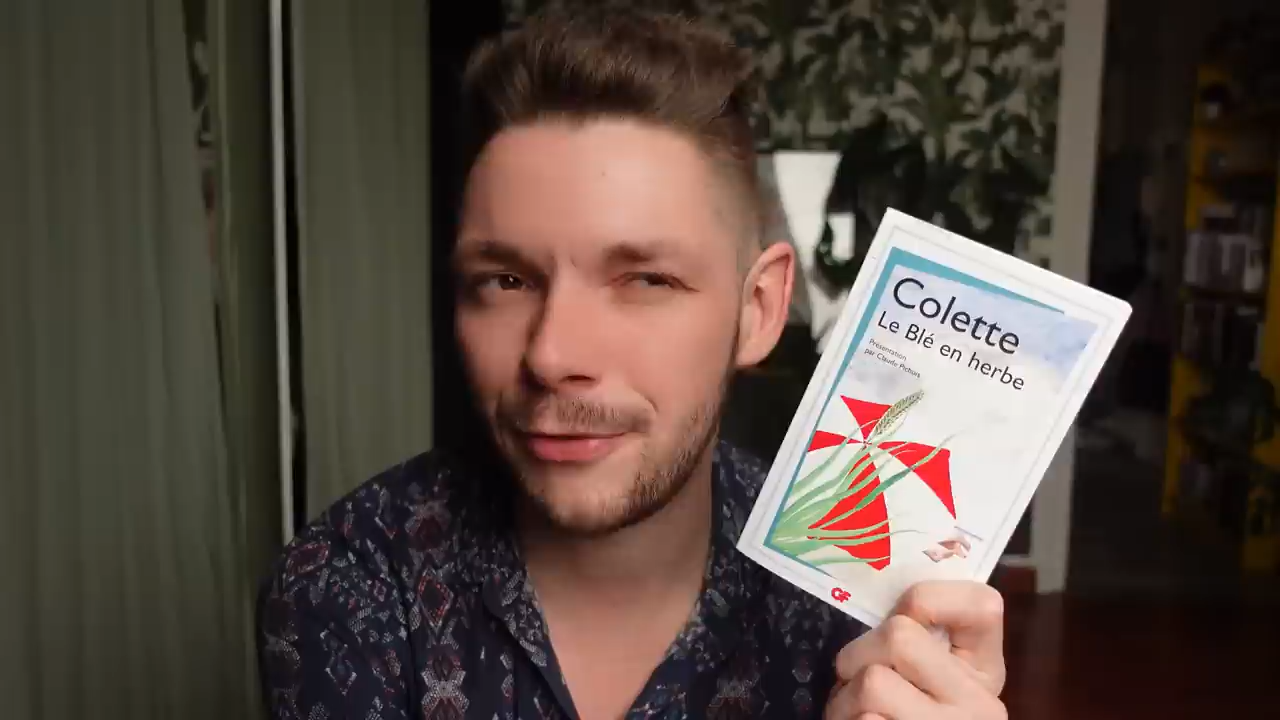 Colette
Le Blé en herbe
Présentation
par Claude Pichois
GF